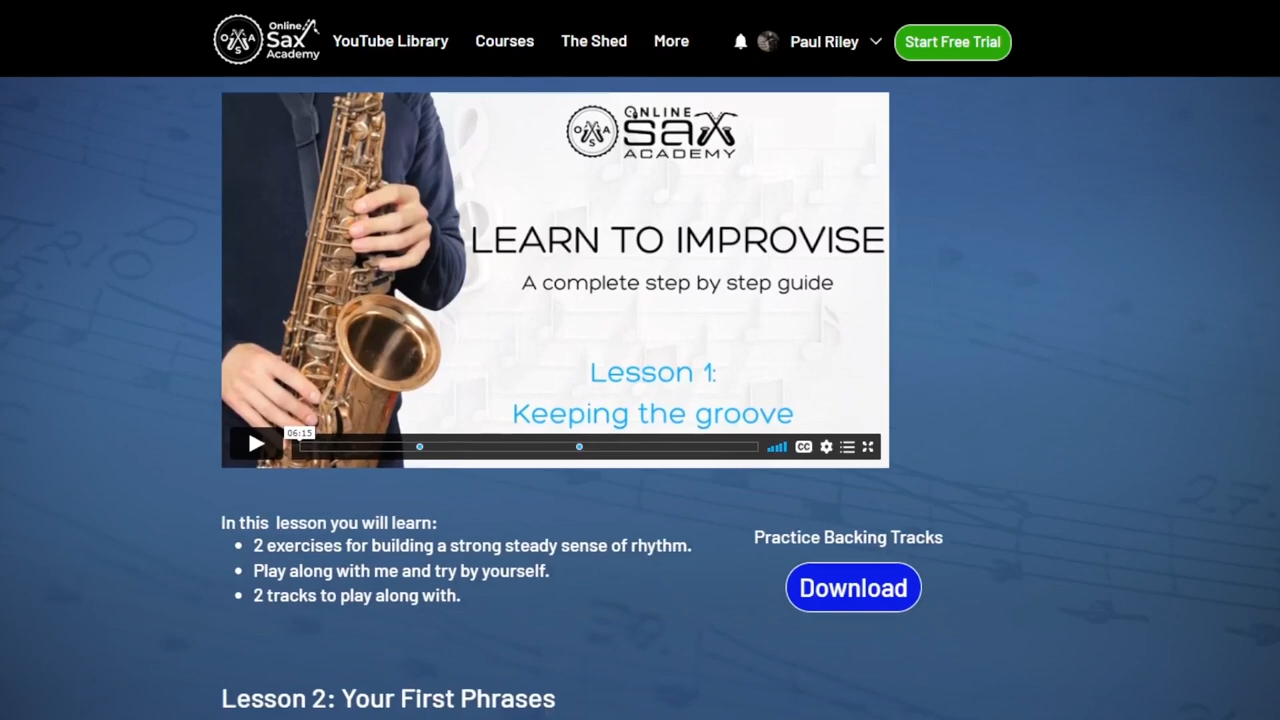 Online
Sax
Academy
O A
S
YouTube Library
Courses
The Shed
More
Paul Riley
Start Free Trial
O A
S
ONLINE
SAX
ACADEMY
LEARN TO IMPROVISE
A complete step by step guide
Lesson 1:
Keeping the groove
06:15
CC
In this lesson you will learn:
2 exercises for building a strong steady sense of rhythm.
Play along with me and try by yourself.
2 tracks to play along with.
Practice Backing Tracks
Download
Lesson 2: Your First Phrases